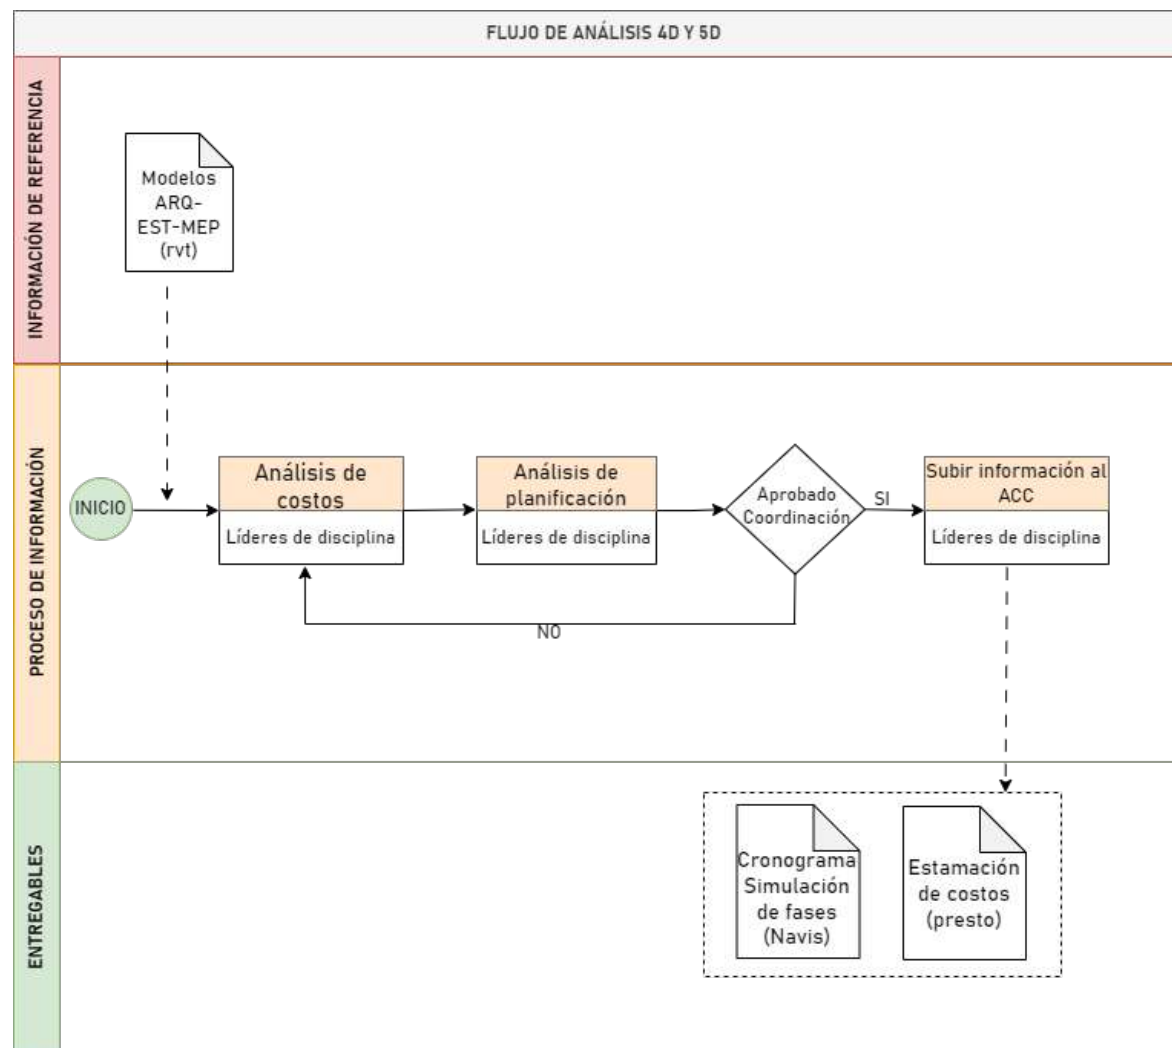 FLUJO DE ANÁLISIS 4D Y 5D
INFORMACIÓN DE REFERENCIA
Modelos
ARQ-
EST-MEP
(rvt)
PROCESO DE INFORMACIÓN
INICIO
Análisis de
costos
Líderes de disciplina
Análisis de
planificación
Líderes de disciplina
Aprobado
Coordinación
SI
NO
Subir información al
ACC
Líderes de disciplina
ENTREGABLES
Cronograma
Simulación
de fases
(Navis)
Estamación
de costos
(presto)